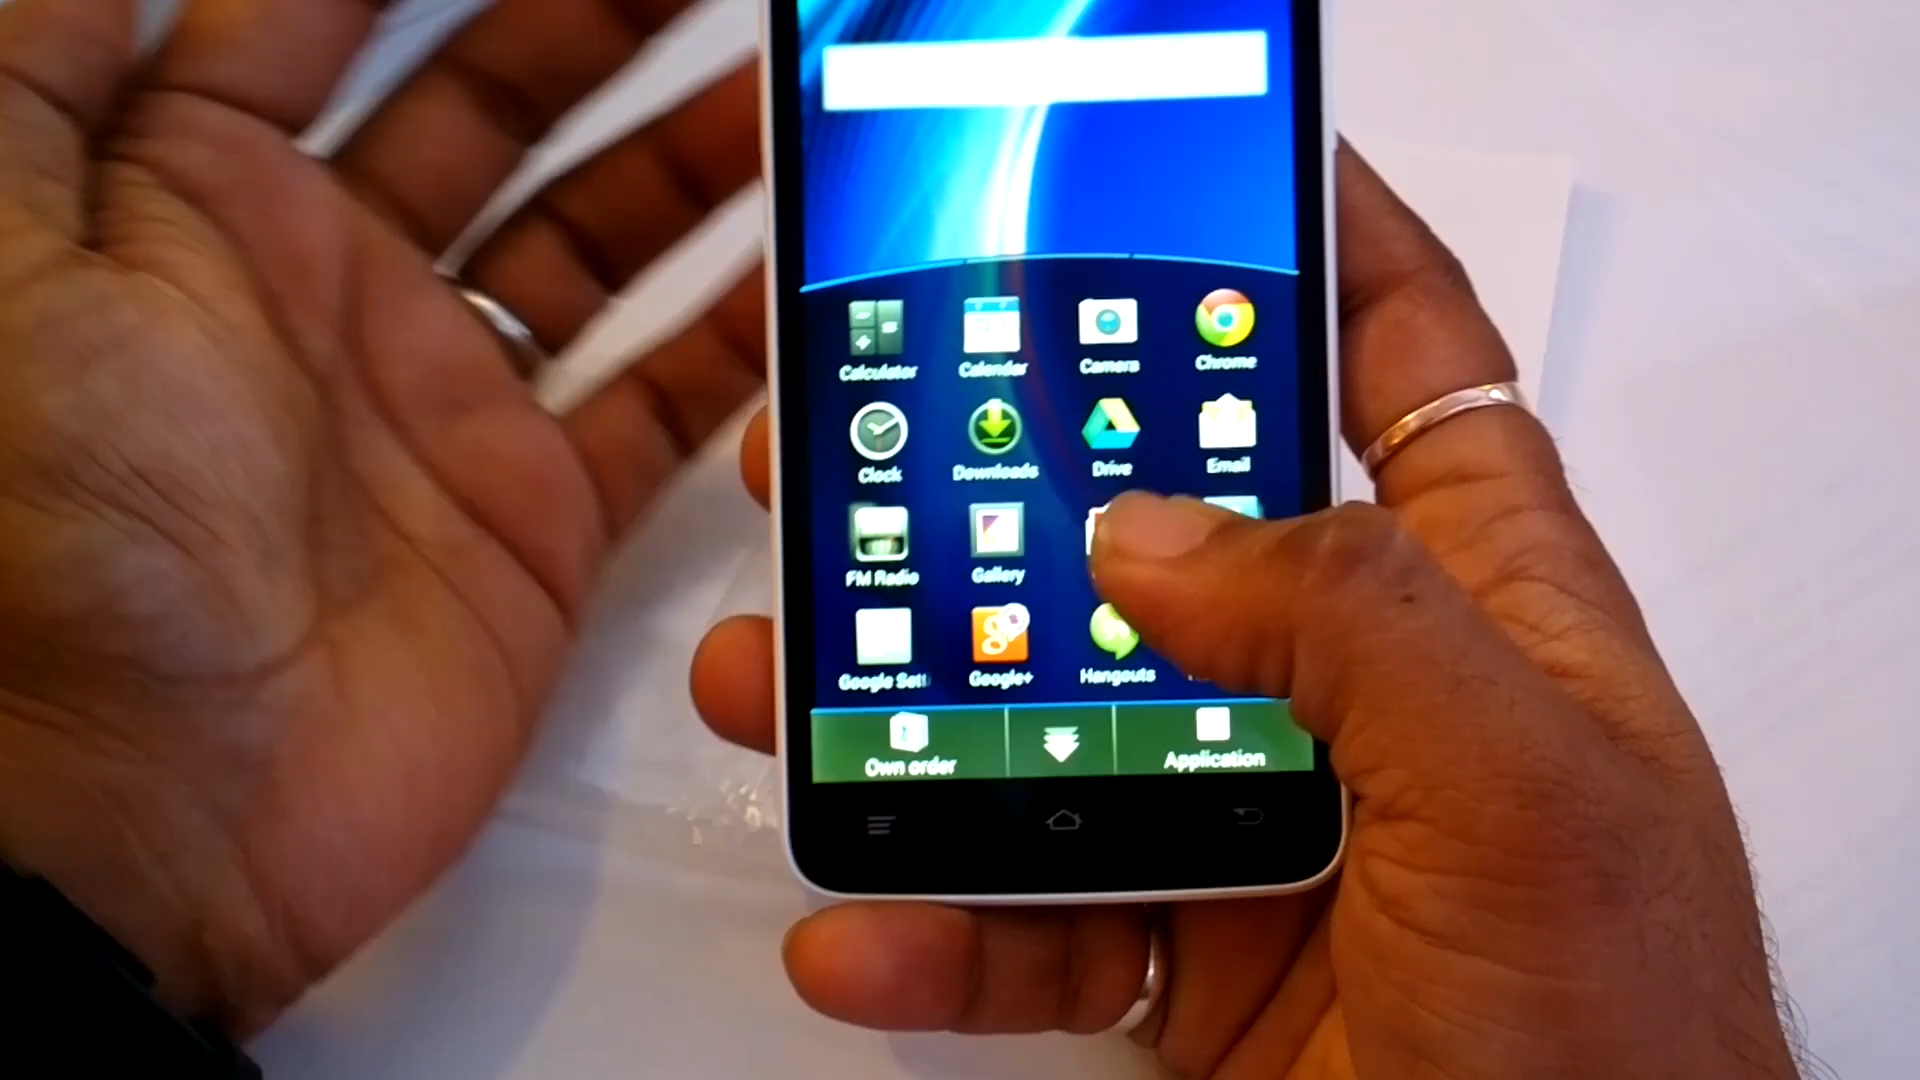 Calculator Calendar Camera Chrome
Clock Downloads Drive Email
FM Radio Gallery
Google Sett Google+ Hangouts
Own order Application